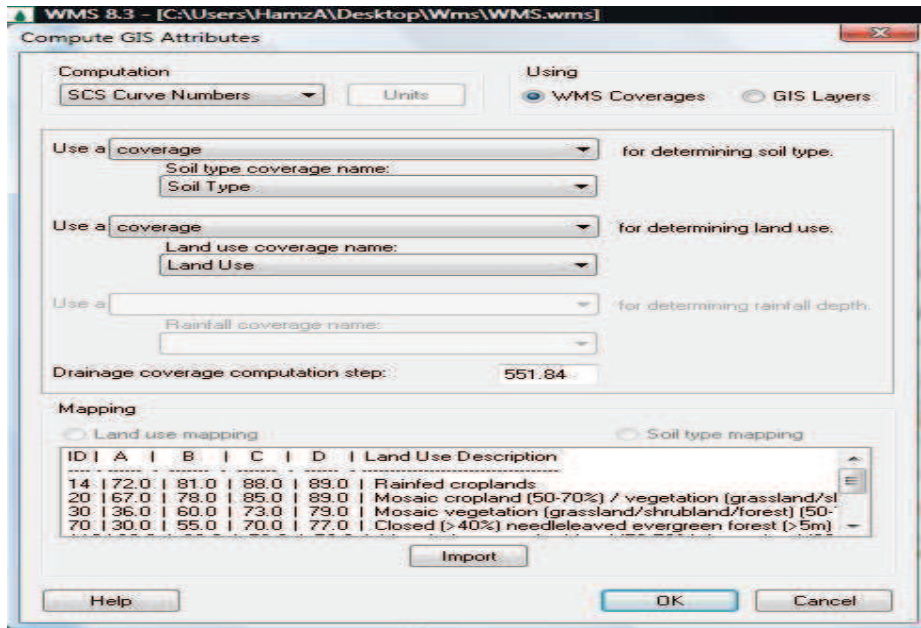 WMS 8.3 - [C:\Users\HamzA\Desktop\Wms\WMS.wms]
Compute GIS Attributes
Computation
SCS Curve Numbers
Units
Using
WMS Coverages
GIS Layers
Use a coverage for determining soil type.
Soil type coverage name:
Soil Type
Use a coverage for determining land use.
Land use coverage name:
Land Use
Use a for determining rainfall depth.
Rainfall coverage name:
Drainage coverage computation step: 551.84
Mapping
Land use mapping
Soil type mapping
ID | A | B | C | D | Land Use Description
---- - ------ - ------ - ------ - ------ - ------------------------------
14 | 72.0 | 81.0 | 88.0 | 89.0 | Rainfed croplands
20 | 67.0 | 78.0 | 85.0 | 89.0 | Mosaic cropland (50-70%) / vegetation (grassland/sl
30 | 36.0 | 60.0 | 73.0 | 79.0 | Mosaic vegetation (grassland/shrubland/forest) (50-
70 | 30.0 | 55.0 | 70.0 | 77.0 | Closed (>40%) needleleaved evergreen forest (>5m)
Import
Help
OK
Cancel